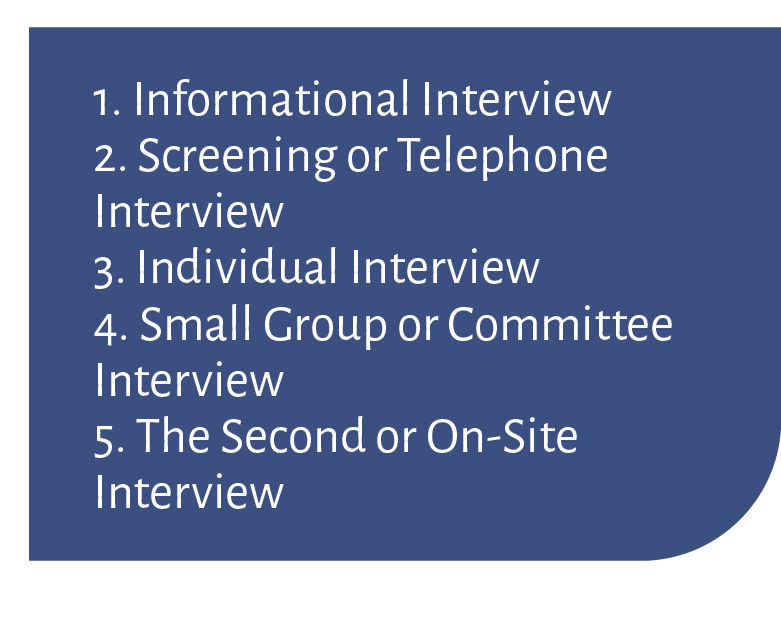 1. Informational Interview
2. Screening or Telephone
Interview
3. Individual Interview
4. Small Group or Committee
Interview
5. The Second or On-Site
Interview